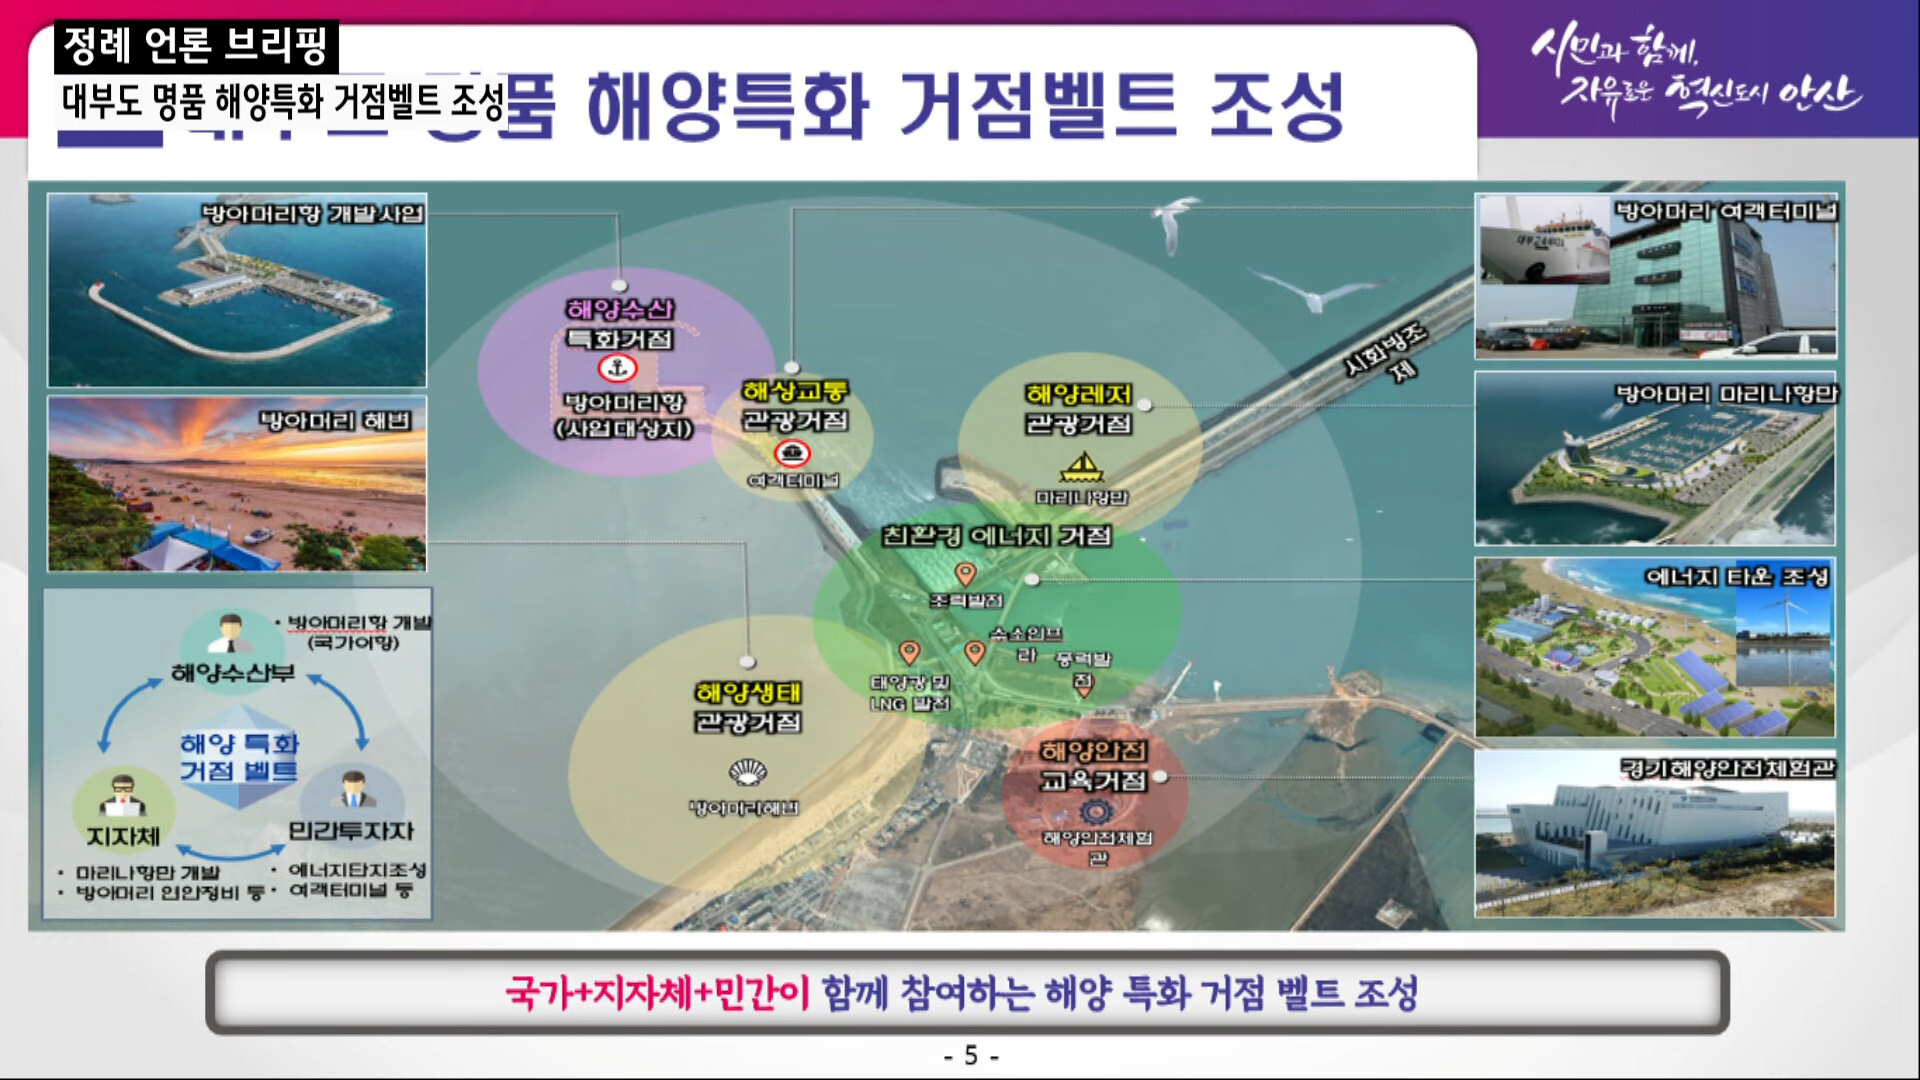 정례 언론 브리핑
대부도 명품 해양특화 거점벨트 조성
대부도 명품 해양특화 거점벨트 조성
시민과 함께,
자유로운 혁신도시 안산
방아머리항 개발사업
방아머리 해변
해양수산
특화거점
방아머리항
(사업대상지)
해상교통
관광거점
여객터미널
해양레저
관광거점
마리나항만
시화방조
제
친환경 에너지 거점
조력발전
수소인프
라
풍력발
전
태양광 및
LNG 발전
해양생태
관광거점
방아머리해변
해양안전
교육거점
해양안전체험
관
방아머리 여객터미널
방아머리 마리나항만
에너지 타운 조성
경기해양안전체험관
해양수산부
· 방아머리항 개발
(국가어항)
해양 특화
거점 벨트
지자체
· 마리나항만 개발
· 방아머리 인안정비 등
민간투자자
· 에너지단지조성
· 여객터미널 등
국가+지자체+민간이 함께 참여하는 해양 특화 거점 벨트 조성
- 5 -